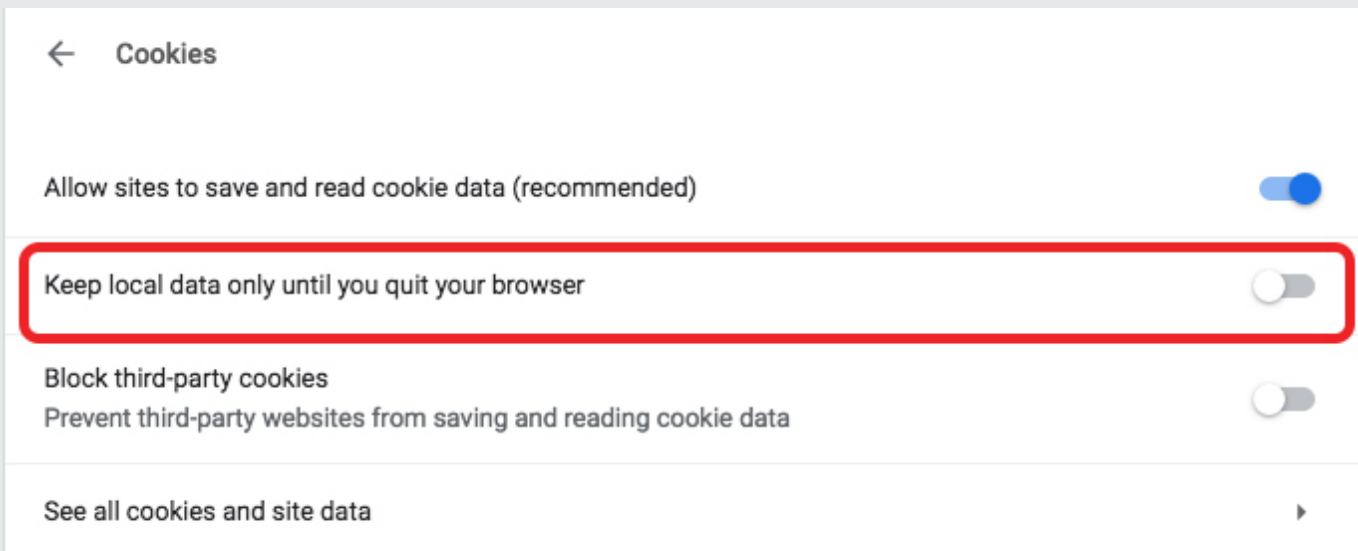 Cookies
Allow sites to save and read cookie data (recommended)
Keep local data only until you quit your browser
Block third-party cookies
Prevent third-party websites from saving and reading cookie data
See all cookies and site data